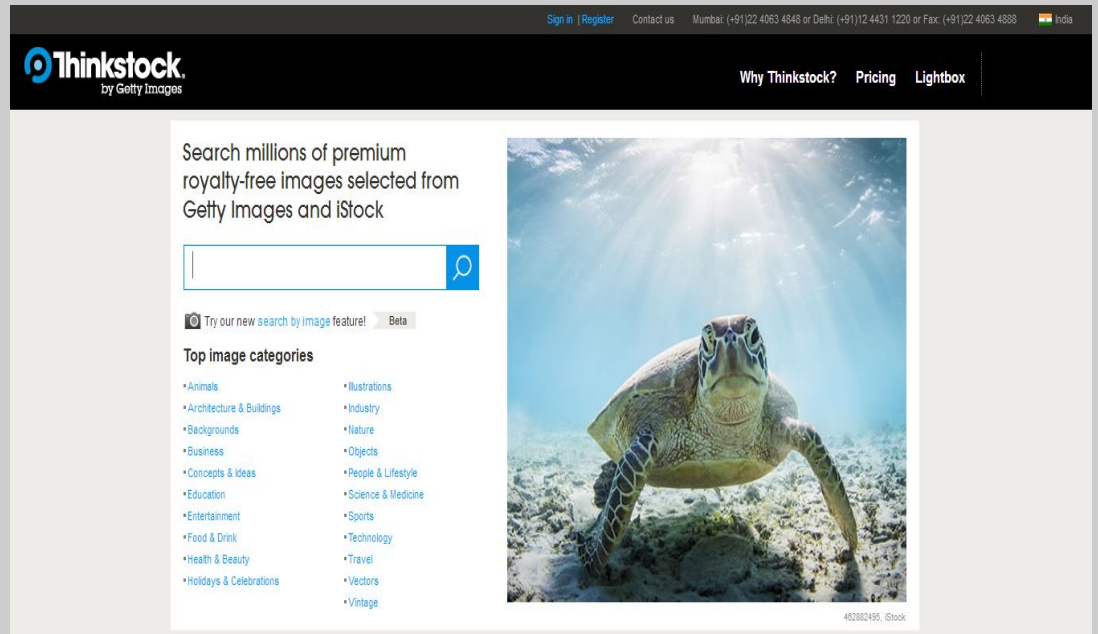 Sign in | Register Contact us Mumbai: (+91)22 4063 4848 or Delhi: (+91)12 4431 1220 or Fax: (+91)22 4063 4888 India
Thinkstock.
by Getty Images
Why Thinkstock? Pricing Lightbox
Search millions of premium
royalty-free images selected from
Getty Images and iStock
Try our new search by image feature! Beta
Top image categories
Animals
Architecture & Buildings
Backgrounds
Business
Concepts & Ideas
Education
Entertainment
Food & Drink
Health & Beauty
Holidays & Celebrations
Illustrations
Industry
Nature
Objects
People & Lifestyle
Science & Medicine
Sports
Technology
Travel
Vectors
Vintage
462882495, iStock